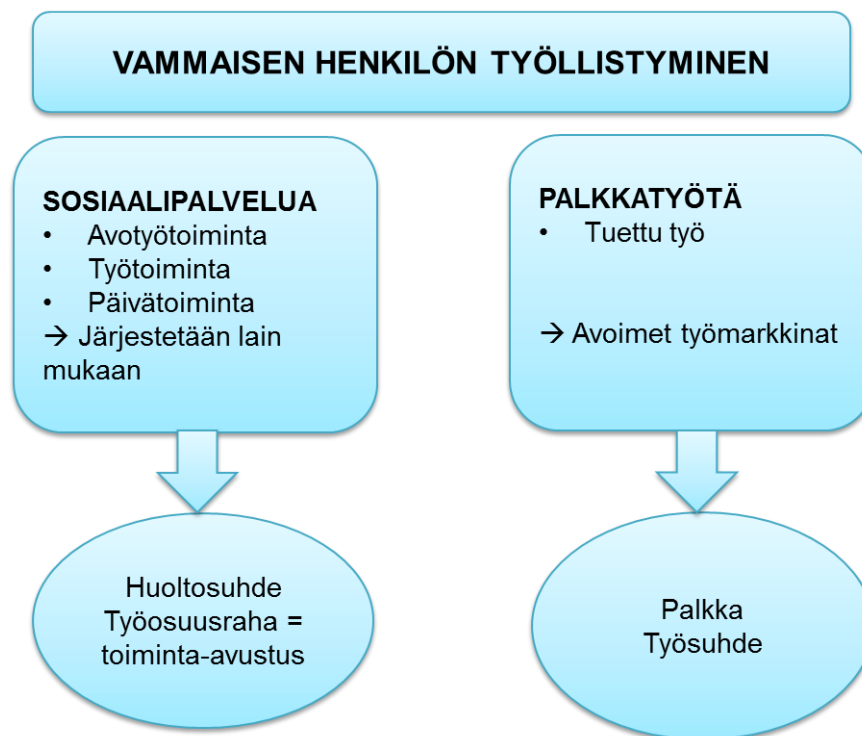 VAMMAISEN HENKILÖN TYÖLLISTYMINEN
SOSIAALIPALVELUA
• Avotyötoiminta
• Työtoiminta
• Päivätoiminta
→ Järjestetään lain
mukaan
PALKKATYÖTÄ
• Tuettu työ
→ Avoimet työmarkkinat
Huoltosuhde
Työosuusraha =
toiminta-avustus
Palkka
Työsuhde